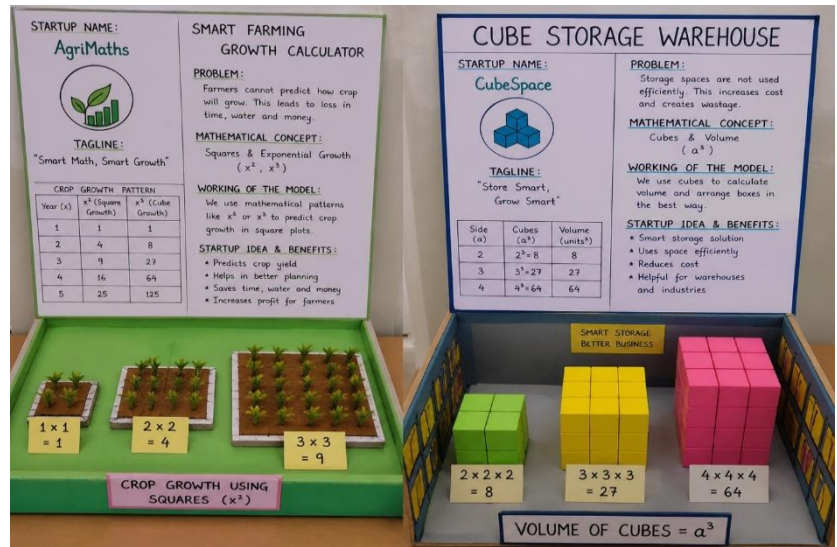 STARTUP NAME:
AgriMaths
TAGLINE:
"Smart Math, Smart Growth"
CROP GROWTH PATTERN
Year (x) x² (Square Growth) x³ (Cube Growth)
1 1 1
2 4 8
3 9 27
4 16 64
5 25 125
SMART FARMING
GROWTH CALCULATOR
PROBLEM:
Farmers cannot predict how crop
will grow. This leads to loss in
time, water and money.
MATHEMATICAL CONCEPT:
Squares & Exponential Growth
(x², x³)
WORKING OF THE MODEL:
We use mathematical patterns
like x² or x³ to predict crop
growth in square plots.
STARTUP IDEA & BENEFITS:
* Predicts crop yield
* Helps in better planning
* Saves time, water and money
* Increases profit for farmers
1 x 1
= 1
2 x 2
= 4
3 x 3
= 9
CROP GROWTH USING
SQUARES (x²)
CUBE STORAGE WAREHOUSE
STARTUP NAME:
CubeSpace
TAGLINE:
"Store Smart,
Grow Smart"
Side (a) Cubes (a³) Volume (units³)
2 2³=8 8
3 3³=27 27
4 4³=64 64
PROBLEM:
Storage spaces are not used
efficiently. This increases cost
and creates wastage.
MATHEMATICAL CONCEPT:
Cubes & Volume
(a³)
WORKING OF THE MODEL:
We use cubes to calculate
volume and arrange boxes in
the best way.
STARTUP IDEA & BENEFITS:
* Smart storage solution
* Uses space efficiently
* Reduces cost
* Helpful for warehouses
and industries
SMART STORAGE
BETTER BUSINESS
2 x 2 x 2
= 8
3 x 3 x 3
= 27
4 x 4 x 4
= 64
VOLUME OF CUBES = a³